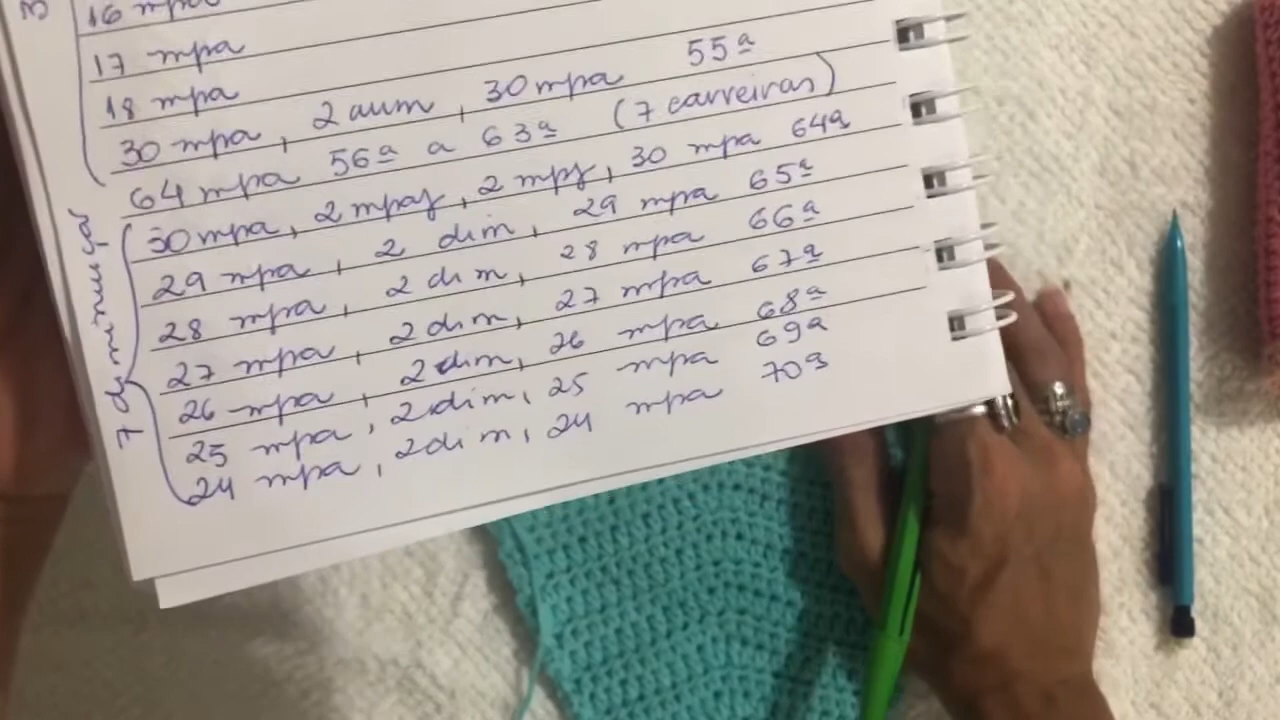 16 mpa
17 mpa
18 mpa
30 mpa, 2 aum, 30 mpa 55ª
64 mpa 56ª a 63ª (7 carreiras)
30 mpa, 2 mpaf, 2 mpf, 30 mpa 64ª
29 mpa, 2 dim, 29 mpa 65ª
28 mpa, 2 dim, 28 mpa 66ª
27 mpa, 2 dim, 27 mpa 67ª
26 mpa, 2 dim, 26 mpa 68ª
25 mpa, 2 dim, 25 mpa 69ª
24 mpa, 2 dim, 24 mpa 70ª
7